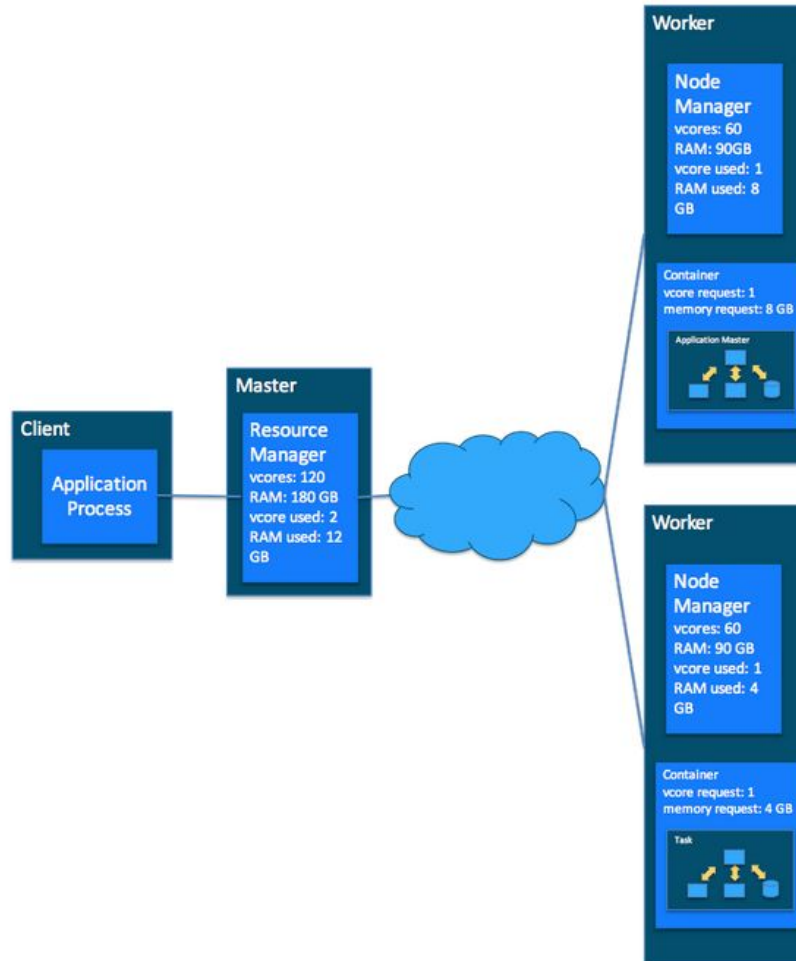 Client
Application
Process
Master
Resource
Manager
vcores: 120
RAM: 180 GB
vcore used: 2
RAM used: 12
GB
Worker
Node
Manager
vcores: 60
RAM: 90GB
vcore used: 1
RAM used: 8
GB
Container
vcore request: 1
memory request: 8 GB
Application Master
Worker
Node
Manager
vcores: 60
RAM: 90 GB
vcore used: 1
RAM used: 4
GB
Container
vcore request: 1
memory request: 4 GB
Task